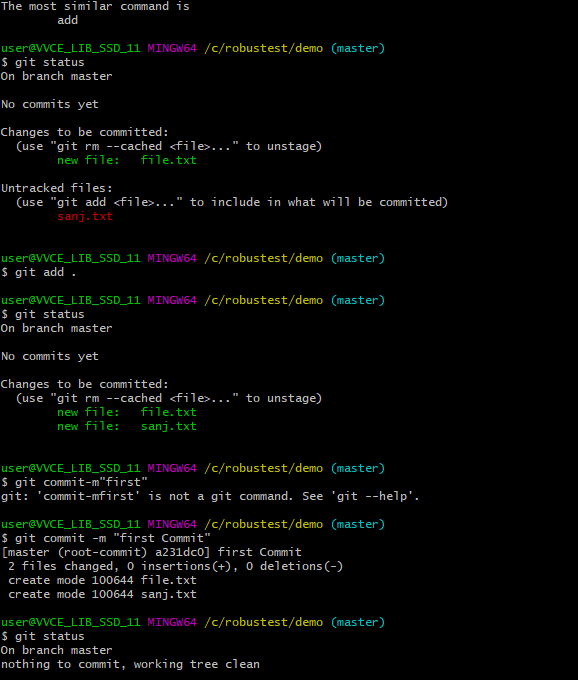 The most similar command is
        add

user@VVCE_LIB_SSD_11 MINGW64 /c/robustest/demo (master)
$ git status
On branch master

No commits yet

Changes to be committed:
  (use "git rm --cached <file>..." to unstage)
        new file:   file.txt

Untracked files:
  (use "git add <file>..." to include in what will be committed)
        sanj.txt


user@VVCE_LIB_SSD_11 MINGW64 /c/robustest/demo (master)
$ git add .

user@VVCE_LIB_SSD_11 MINGW64 /c/robustest/demo (master)
$ git status
On branch master

No commits yet

Changes to be committed:
  (use "git rm --cached <file>..." to unstage)
        new file:   file.txt
        new file:   sanj.txt


user@VVCE_LIB_SSD_11 MINGW64 /c/robustest/demo (master)
$ git commit-m"first"
git: 'commit-mfirst' is not a git command. See 'git --help'.

user@VVCE_LIB_SSD_11 MINGW64 /c/robustest/demo (master)
$ git commit -m "first Commit"
[master (root-commit) a231dc0] first Commit
 2 files changed, 0 insertions(+), 0 deletions(-)
 create mode 100644 file.txt
 create mode 100644 sanj.txt

user@VVCE_LIB_SSD_11 MINGW64 /c/robustest/demo (master)
$ git status
On branch master
nothing to commit, working tree clean